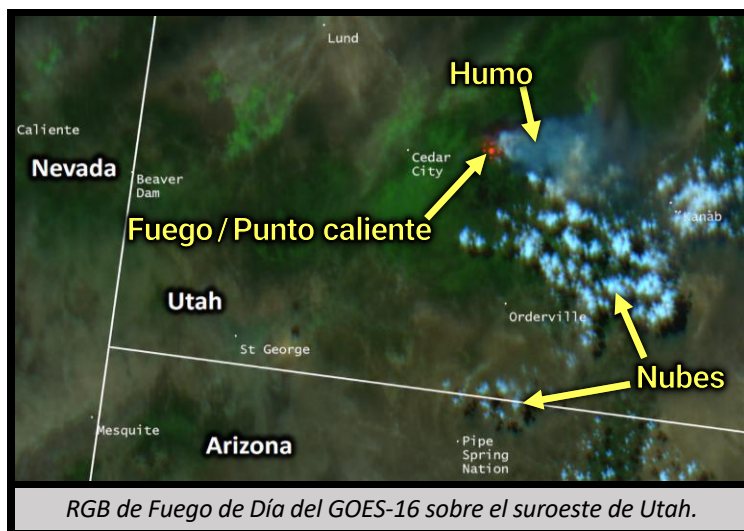 Lund
Humo
Caliente
Nevada
Cedar
City
Beaver
Dam
Kanab
Fuego / Punto caliente
Utah
Orderville
St George
Nubes
Mesquite
Arizona
Pipe
Spring
Nation
RGB de Fuego de Día del GOES-16 sobre el suroeste de Utah.